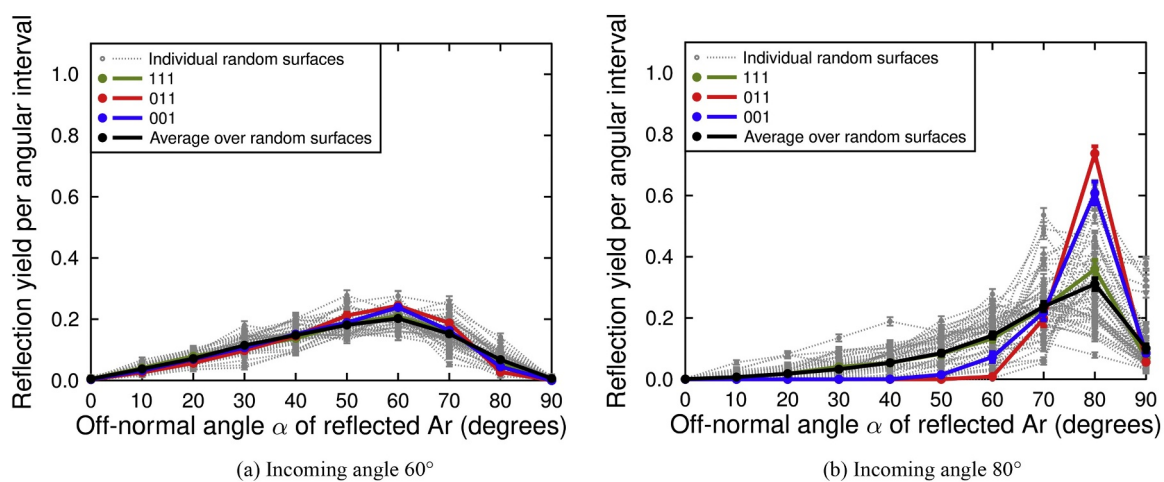 Reflection yield per angular interval
1.0
0.8
0.6
0.4
0.2
0.0
Individual random surfaces
111
011
001
Average over random surfaces
0 10 20 30 40 50 60 70 80 90
Off-normal angle α of reflected Ar (degrees)
(a) Incoming angle 60°
Reflection yield per angular interval
1.0
0.8
0.6
0.4
0.2
0.0
Individual random surfaces
111
011
001
Average over random surfaces
0 10 20 30 40 50 60 70 80 90
Off-normal angle α of reflected Ar (degrees)
(b) Incoming angle 80°